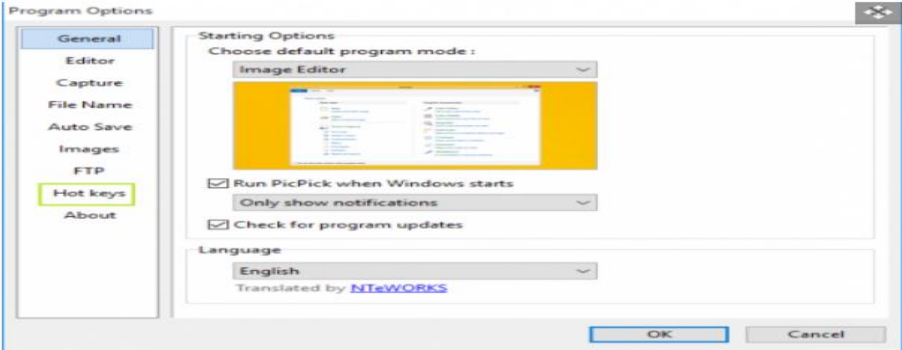 Program Options
General
Editor
Capture
File Name
Auto Save
Images
FTP
Hot keys
About
Starting Options
Choose default program mode :
Image Editor
Run PicPick when Windows starts
Only show notifications
Check for program updates
Language
English
Translated by NTeWORKS
OK
Cancel